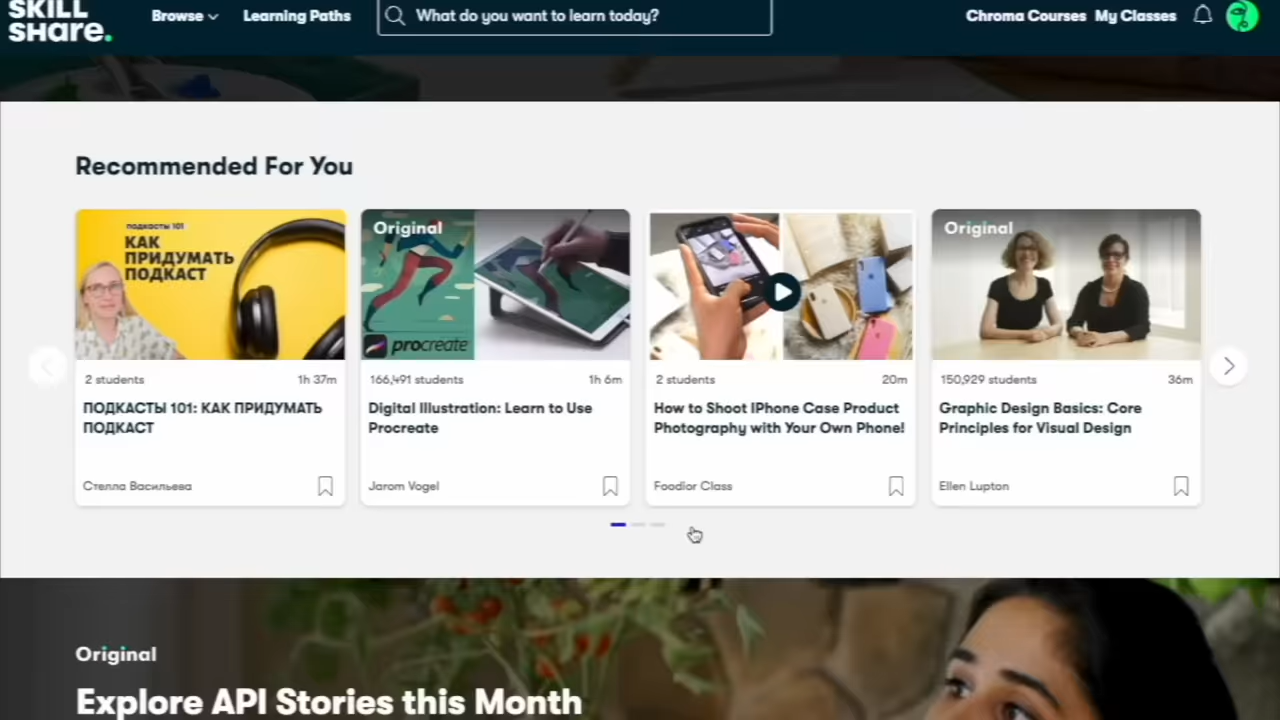 SKILL
SHare.
Browse
Learning Paths
What do you want to learn today?
Chroma Courses
My Classes
Recommended For You
подкасты 101
КАК
ПРИДУМАТЬ
ПОДКАСТ
2 students
1h 37m
ПОДКАСТЫ 101: КАК ПРИДУМАТЬ
ПОДКАСТ
Стелла Васильева
Original
procreate
166,491 students
1h 6m
Digital Illustration: Learn to Use
Procreate
Jarom Vogel
2 students
20m
How to Shoot IPhone Case Product
Photography with Your Own Phone!
Foodior Class
Original
150,929 students
36m
Graphic Design Basics: Core
Principles for Visual Design
Ellen Lupton
Original
Explore API Stories this Month